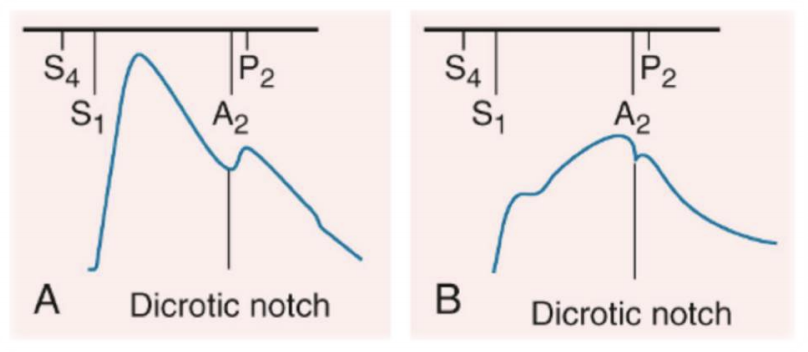 S4
P2
S1
A2
A
Dicrotic notch
S4
P2
S1
A2
B
Dicrotic notch